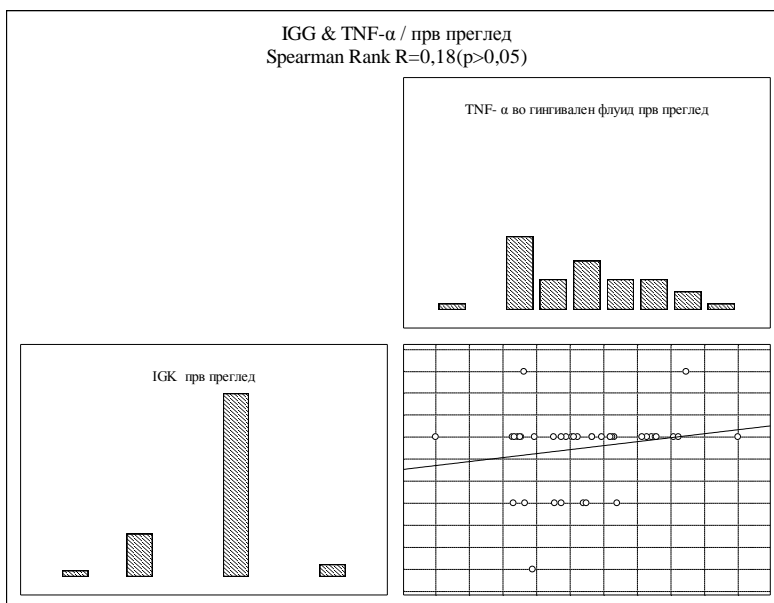 IGG & TNF-α / прв преглед
Spearman Rank R=0,18(p>0,05)
TNF- α во гингивален флуид прв преглед
IGK прв преглед